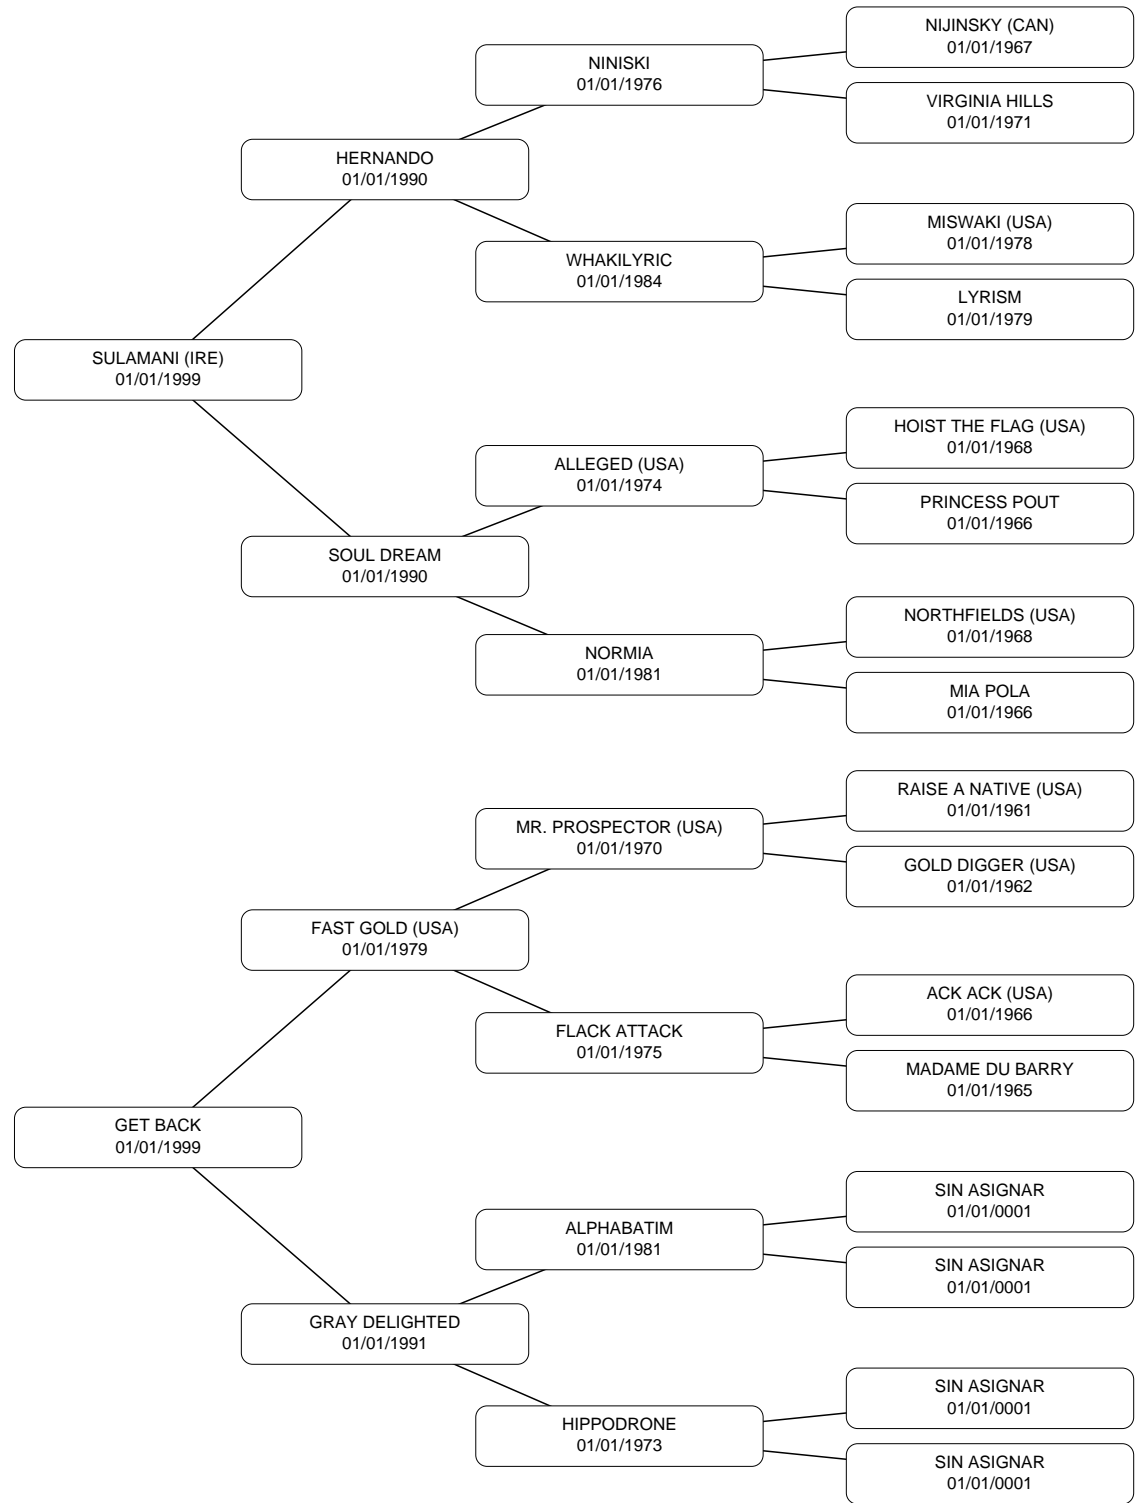 NIJINSKY (CAN)
01/01/1967
NINISKI
01/01/1976
VIRGINIA HILLS
01/01/1971
HERNANDO
01/01/1990
MISWAKI (USA)
01/01/1978
WHAKILYRIC
01/01/1984
LYRISM
01/01/1979
SULAMANI (IRE)
01/01/1999
HOIST THE FLAG (USA)
01/01/1968
ALLEGED (USA)
01/01/1974
PRINCESS POUT
01/01/1966
SOUL DREAM
01/01/1990
NORTHFIELDS (USA)
01/01/1968
NORMIA
01/01/1981
MIA POLA
01/01/1966
RAISE A NATIVE (USA)
01/01/1961
MR. PROSPECTOR (USA)
01/01/1970
GOLD DIGGER (USA)
01/01/1962
FAST GOLD (USA)
01/01/1979
ACK ACK (USA)
01/01/1966
FLACK ATTACK
01/01/1975
MADAME DU BARRY
01/01/1965
GET BACK
01/01/1999
SIN ASIGNAR
01/01/0001
ALPHABATIM
01/01/1981
SIN ASIGNAR
01/01/0001
GRAY DELIGHTED
01/01/1991
SIN ASIGNAR
01/01/0001
HIPPODRONE
01/01/1973
SIN ASIGNAR
01/01/0001